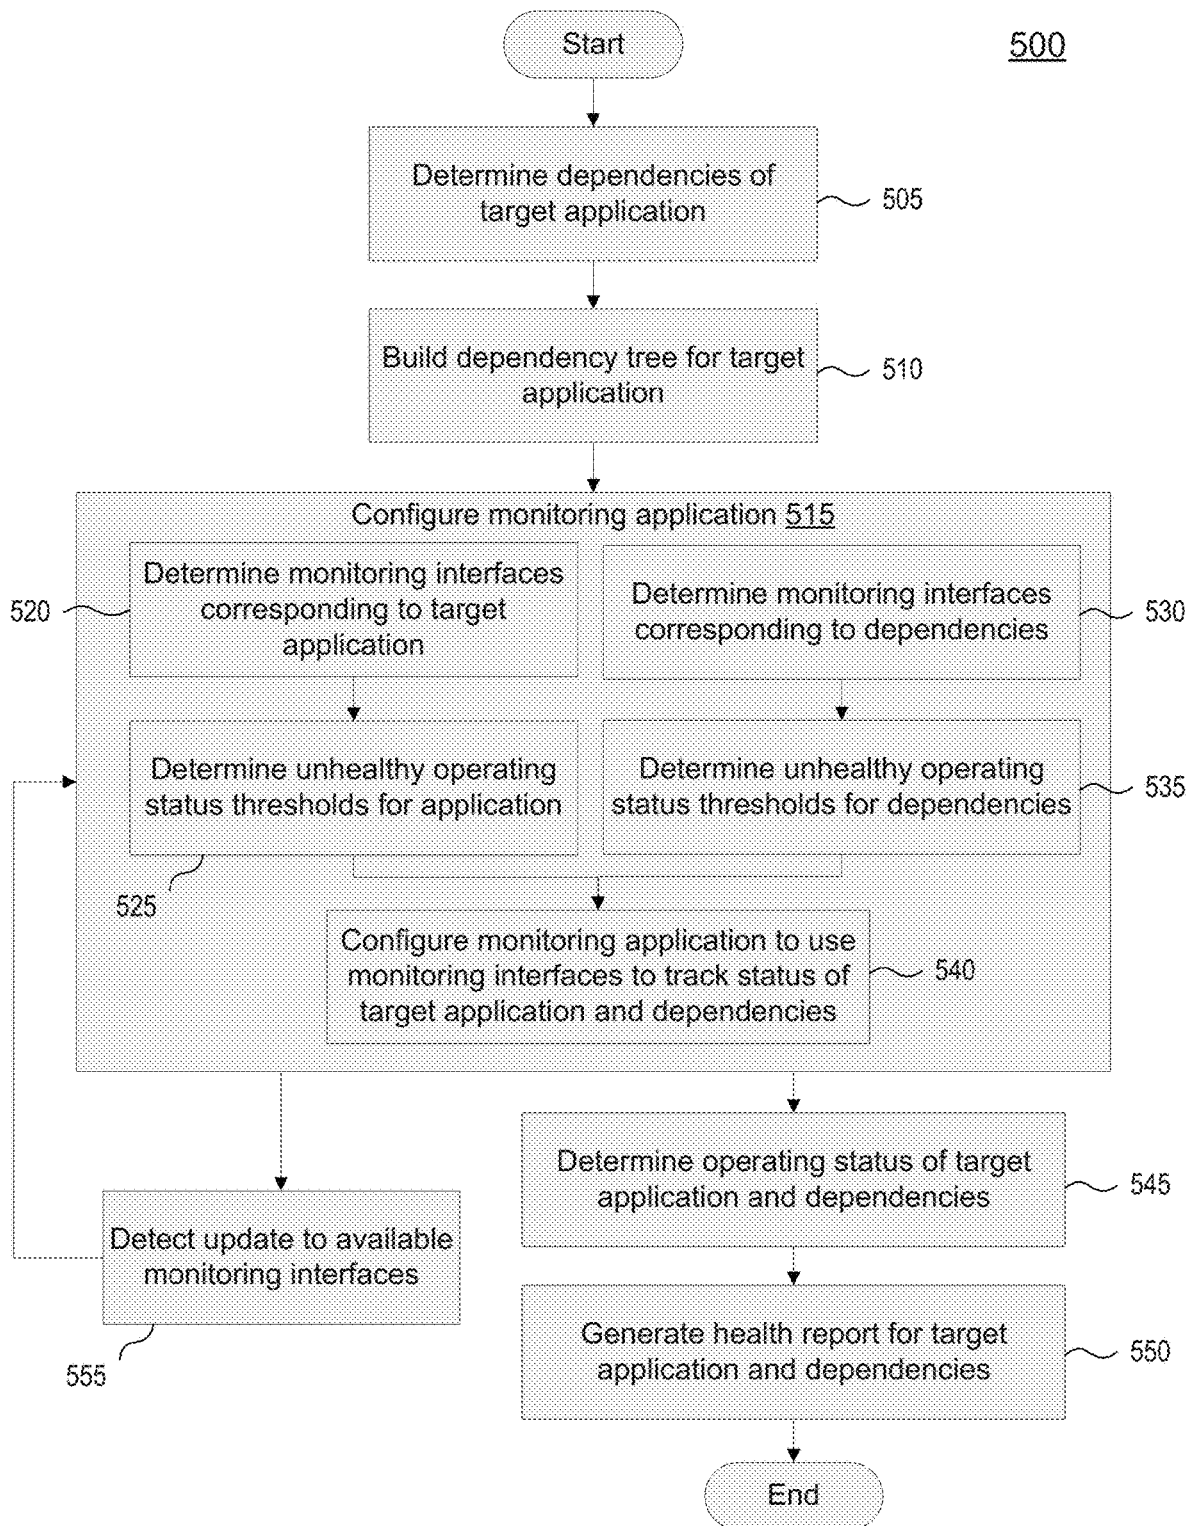 Start
500
Determine dependencies of
target application
505
Build dependency tree for target
application
510
Configure monitoring application 515
Determine monitoring interfaces
corresponding to target
application
520
Determine monitoring interfaces
corresponding to dependencies
530
Determine unhealthy operating
status thresholds for application
525
Determine unhealthy operating
status thresholds for dependencies
535
Configure monitoring application to use
monitoring interfaces to track status of
target application and dependencies
540
Determine operating status of target
application and dependencies
545
Detect update to available
monitoring interfaces
555
Generate health report for target
application and dependencies
550
End